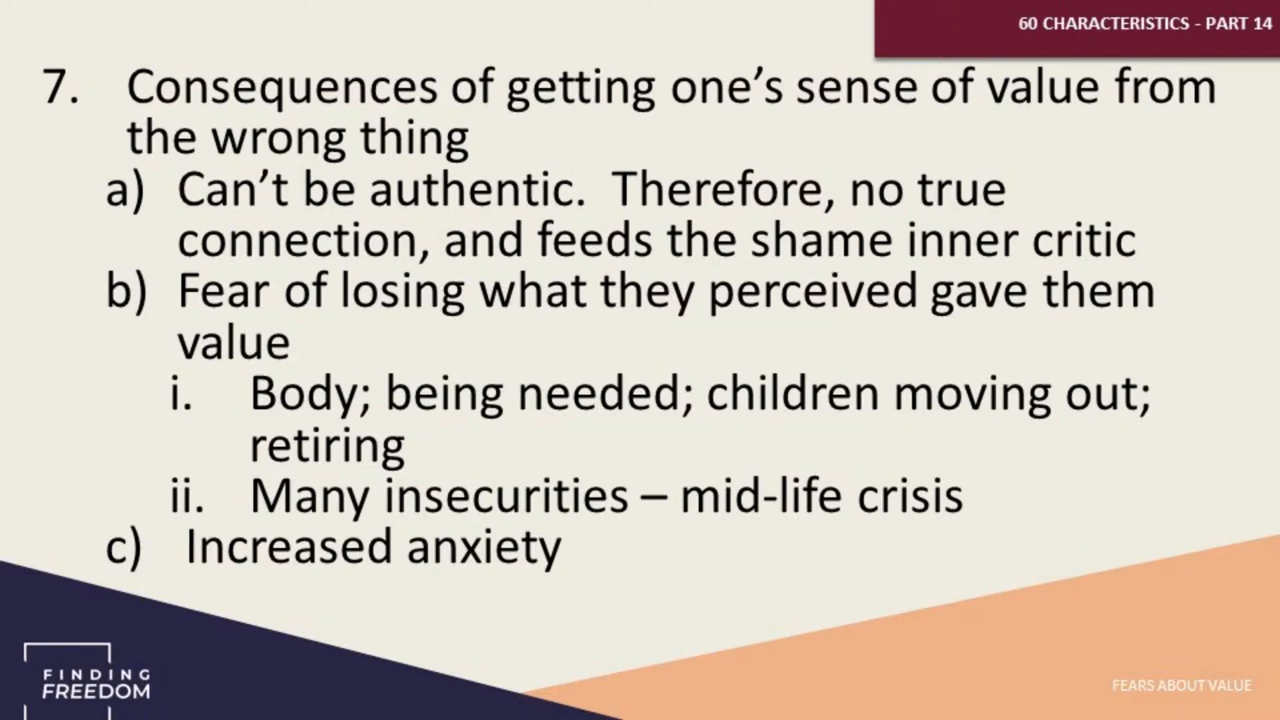 60 CHARACTERISTICS - PART 14
7. Consequences of getting one’s sense of value from
the wrong thing
a) Can’t be authentic. Therefore, no true
connection, and feeds the shame inner critic
b) Fear of losing what they perceived gave them
value
i. Body; being needed; children moving out;
retiring
ii. Many insecurities – mid-life crisis
c) Increased anxiety
FINDING
FREEDOM
FEARS ABOUT VALUE